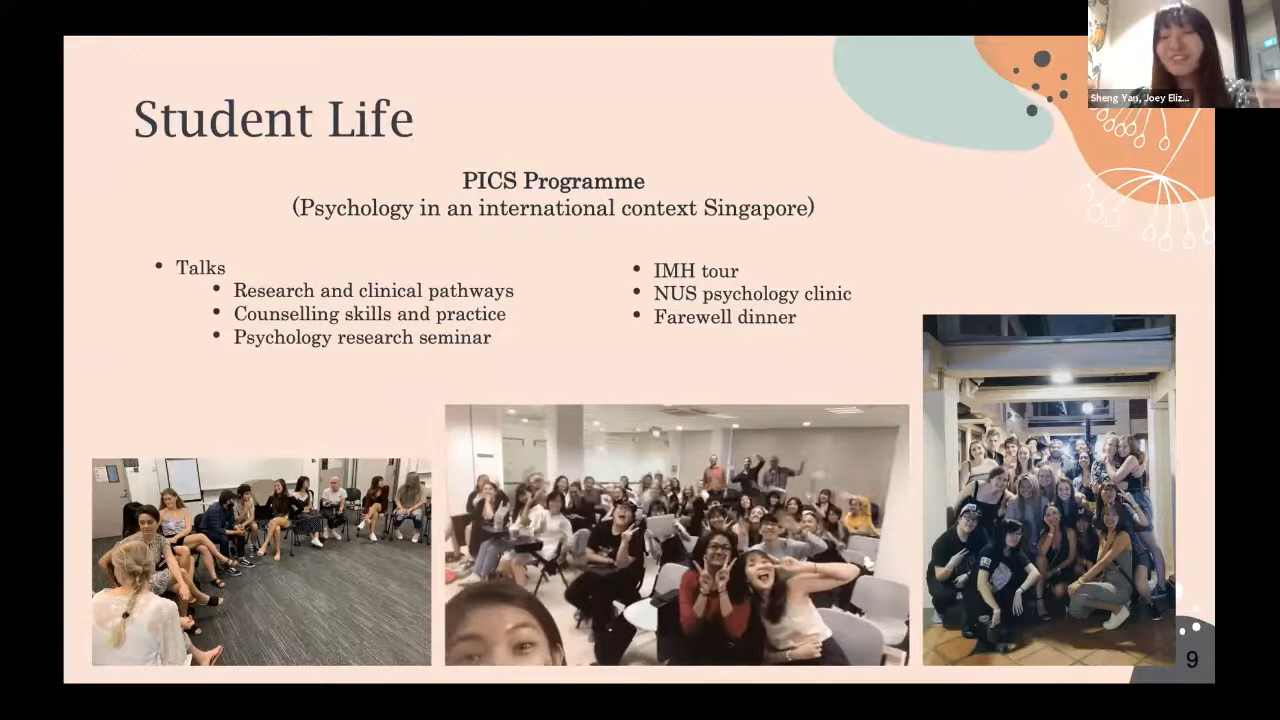 Sheng Yan, Joey Eliz...
Student Life
PICS Programme
(Psychology in an international context Singapore)
• Talks
• Research and clinical pathways
• Counselling skills and practice
• Psychology research seminar
• IMH tour
• NUS psychology clinic
• Farewell dinner
9